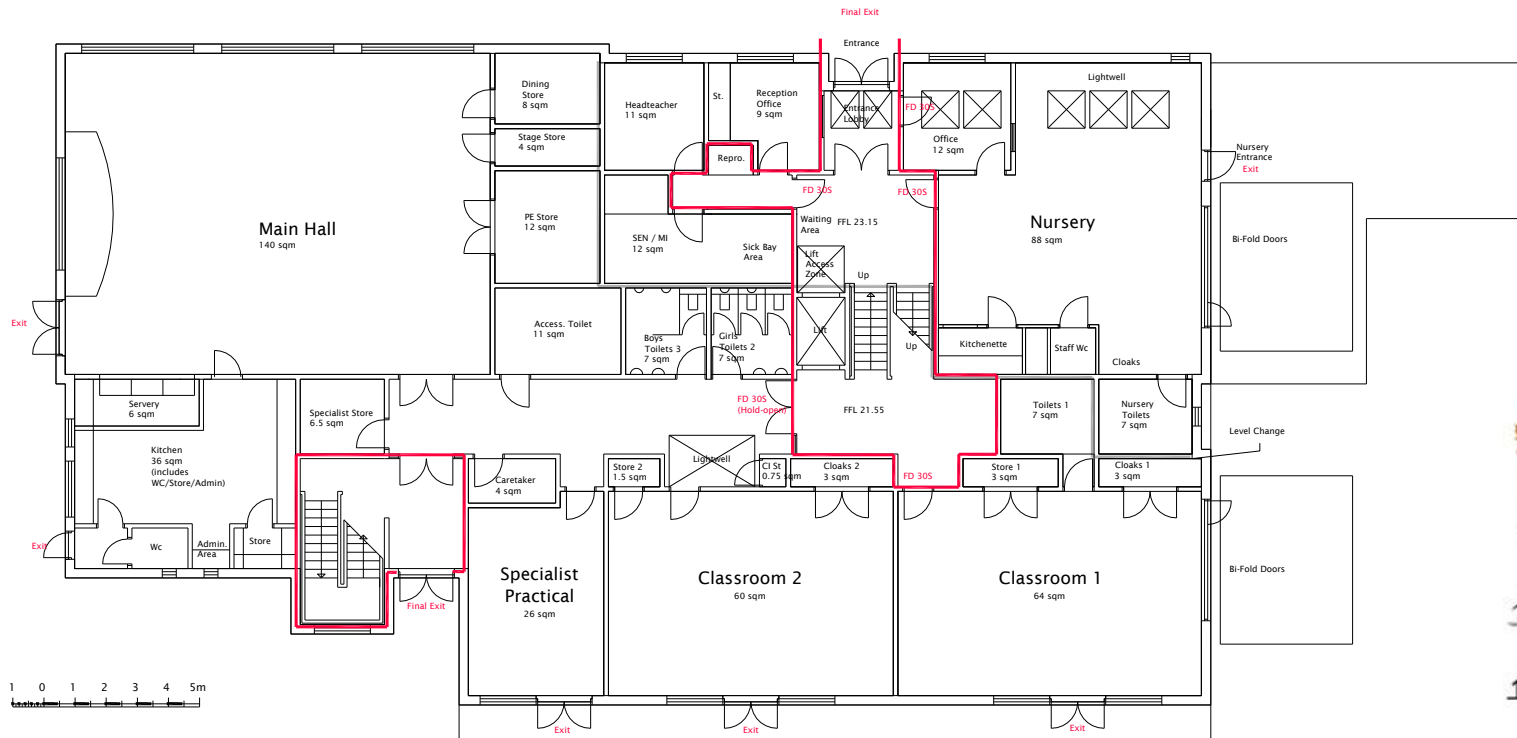 Final Exit
Entrance
Dining
Store
8 sqm
Headteacher
11 sqm
St.
Reception
Office
9 sqm
Entrance
Lobby
FD 30S
Office
12 sqm
Lightwell
Stage Store
4 sqm
Repro.
Nursery
Entrance
Exit
FD 30S
FD 30S
Main Hall
140 sqm
PE Store
12 sqm
SEN / MI
12 sqm
Sick Bay
Area
Waiting
Area
FFL 23.15
Nursery
88 sqm
Bi-Fold Doors
Lift
Access
Zone
Up
Exit
Access. Toilet
11 sqm
Boys
Toilets 3
7 sqm
Girls
Toilets 2
7 sqm
Lift
Up
Kitchenette
Staff Wc
Cloaks
Servery
6 sqm
Specialist Store
6.5 sqm
FD 30S
(Hold-open)
FFL 21.55
Toilets 1
7 sqm
Nursery
Toilets
7 sqm
Level Change
Kitchen
36 sqm
(includes
WC/Store/Admin)
Caretaker
4 sqm
Store 2
1.5 sqm
Lightwell
Cl St
0.75 sqm
Cloaks 2
3 sqm
FD 30S
Store 1
3 sqm
Cloaks 1
3 sqm
Exit
Wc
Admin.
Area
Store
Final Exit
Specialist
Practical
26 sqm
Classroom 2
60 sqm
Classroom 1
64 sqm
Bi-Fold Doors
1 0 1 2 3 4 5m
Exit
Exit
Exit